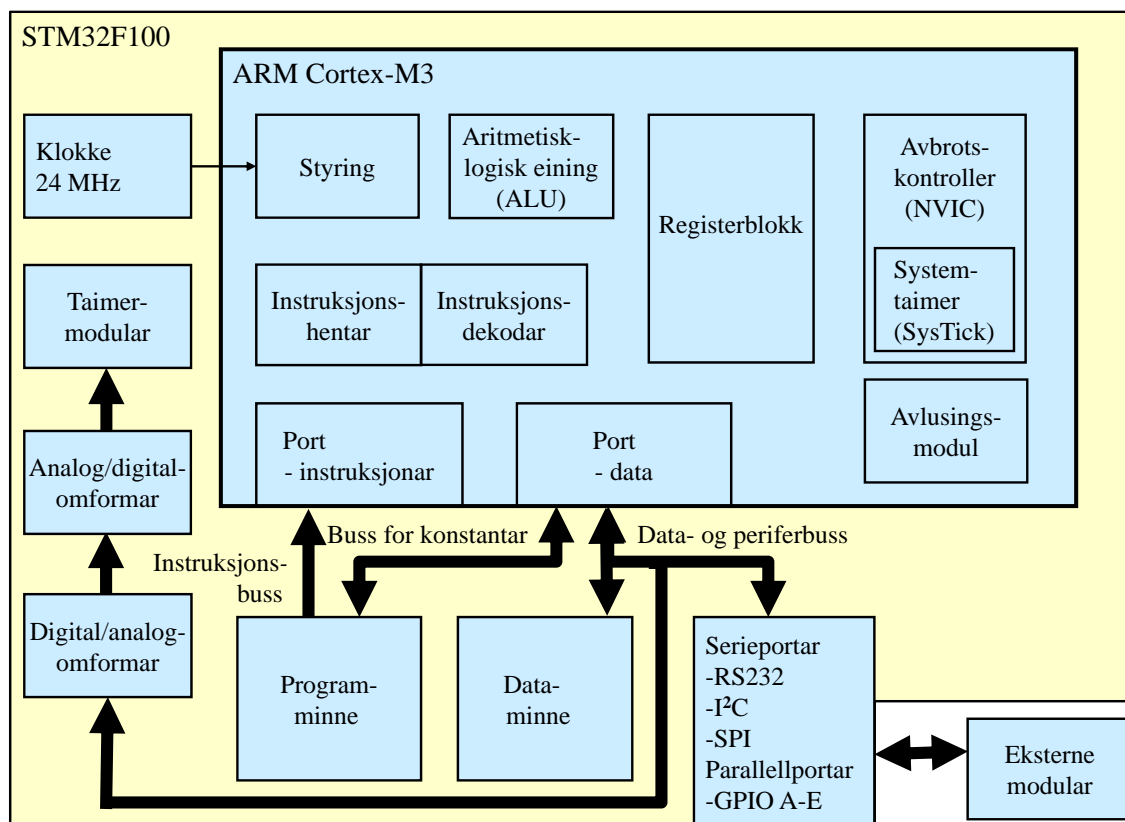 STM32F100
ARM Cortex-M3
Klokke
24 MHz
Styring
Aritmetisk-
logisk eining
(ALU)
Registerblokk
Avbrots-
kontroller
(NVIC)
System-
taimer
(SysTick)
Taimer-
modular
Instruksjons-
hentar
Instruksjons-
dekodar
Avlusings-
modul
Port
- instruksjonar
Port
- data
Analog/digital-
omformar
Buss for konstantar
Data- og periferbuss
Instruksjons-
buss
Digital/analog-
omformar
Program-
minne
Data-
minne
Serieportar
-RS232
-I²C
-SPI
Parallellportar
-GPIO A-E
Eksterne
modular